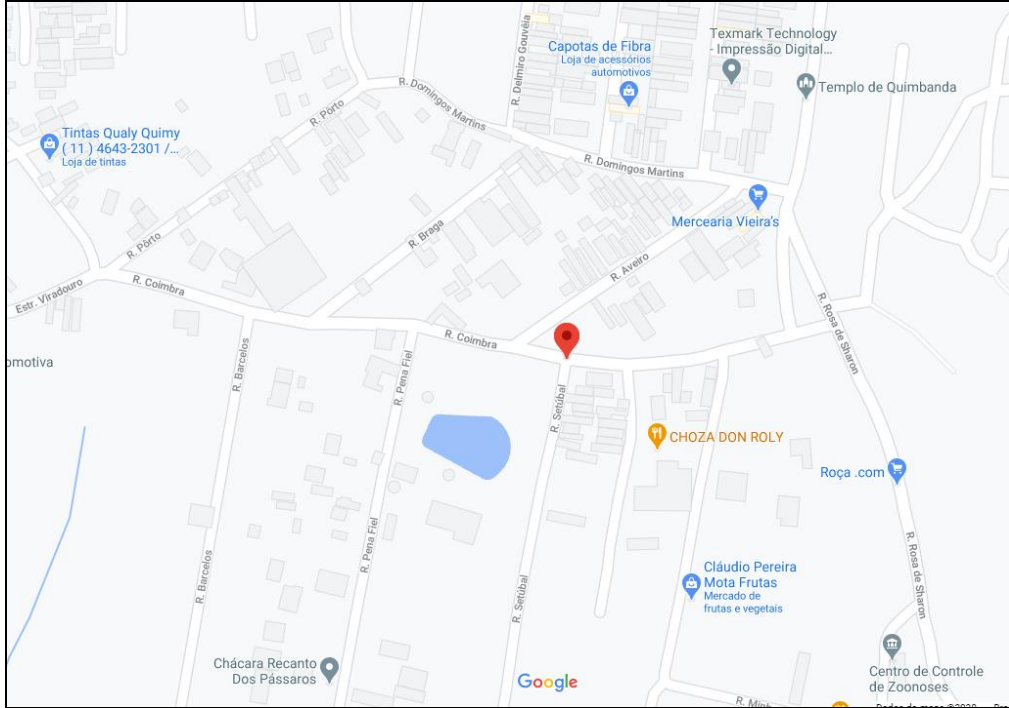 Texmark Technology
- Impressão Digital...
Capotas de Fibra
Loja de acessórios
automotivos
R. Delmiro Gouvéia
Templo de Quimbanda
R. Domingos Martins
R. Pôrto
Tintas Qualy Quimy
( 11 ) 4643-2301 /...
Loja de tintas
R. Domingos Martins
Mercearia Vieira's
R. Braga
R. Pôrto
R. Aveiro
R. Coimbra
Estr. Viradouro
R. Rosa de Sharon
R. Coimbra
omotiva
R. Barcelos
R. Pena Fiel
R. Setúbal
CHOZA DON ROLY
Roça .com
R. Pena Fiel
R. Barcelos
R. Setúbal
R. Rosa de Sharon
Cláudio Pereira
Mota Frutas
Mercado de
frutas e vegetais
Chácara Recanto
Dos Pássaros
Google
Centro de Controle
de Zoonoses